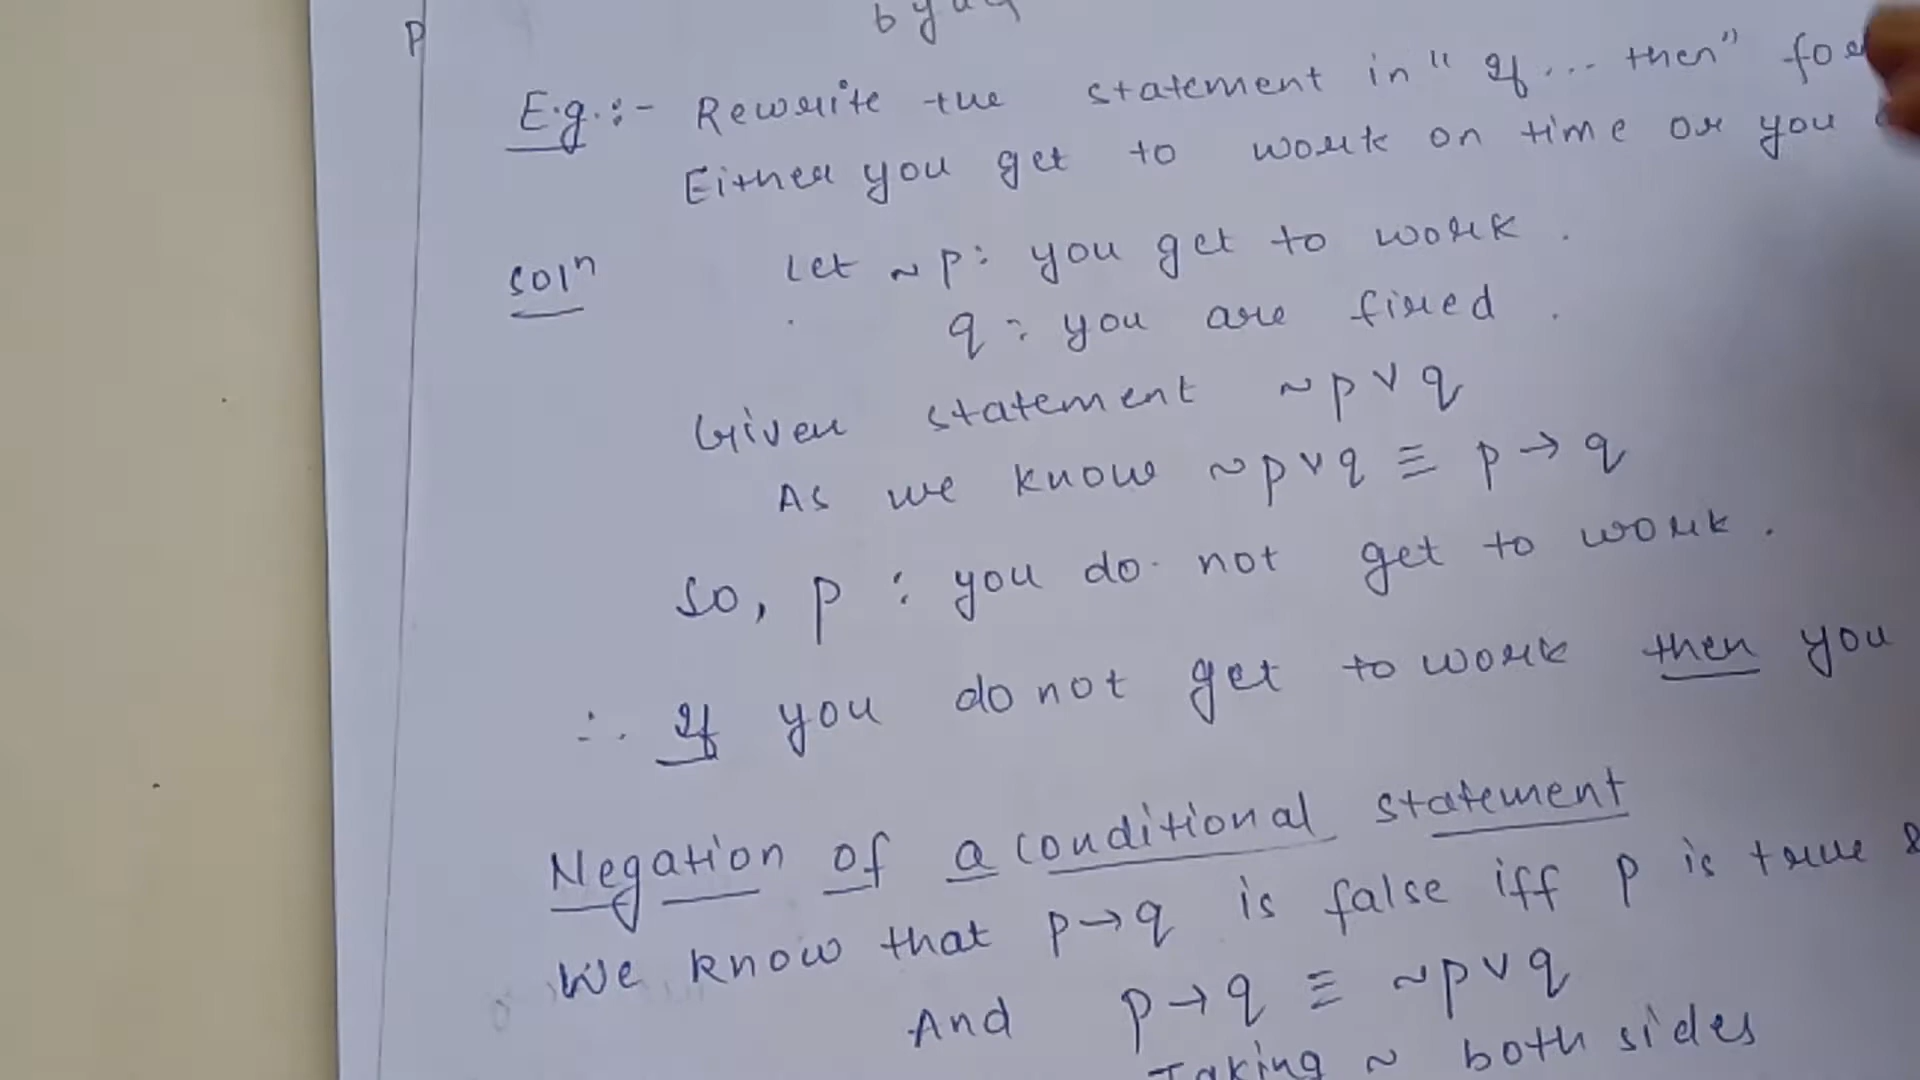 P
E.g.:- Rewrite the statement in "If ... then"
Either you get to work on time or you
Soln Let ~p: you get to work.
q: you are fired.
Given statement ~p∨q
As we know ~p∨q ≡ p→q
So, p : you do not get to work.
∴ If you do not get to work then you
Negation of a conditional statement
We know that p→q is false iff p is true &
And p→q ≡ ~p∨q
Taking ~ both sides